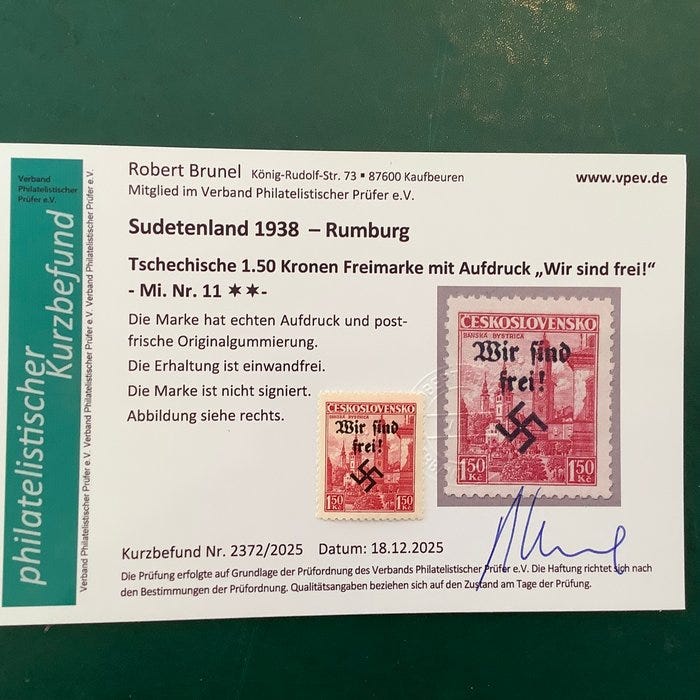 Verband
Philatelistischer
Prüfer e.V.
philatelistischer
Kurzbefund
Verband Philatelistischer Prüfer e.V. Verband Philatelistischer Prüfer e.V. Verband Philatelistischer Prüfer e.V.
Robert Brunel König-Rudolf-Str. 73 ▪ 87600 Kaufbeuren
www.vpev.de
Mitglied im Verband Philatelistischer Prüfer e.V.
Sudetenland 1938 – Rumburg
Tschechische 1.50 Kronen Freimarke mit Aufdruck „Wir sind frei!“
- Mi. Nr. 11 ✶✶-
Die Marke hat echten Aufdruck und post-
frische Originalgummierung.
Die Erhaltung ist einwandfrei.
Die Marke ist nicht signiert.
Abbildung siehe rechts.
ČESKOSLOVENSKO
BANSKÁ BYSTRICA
Wir sind
frei!
1.50 1.50
ČESKOSLOVENSKO
BANSKÁ BYSTRICA
Wir sind
frei!
1.50 Kč 1.50 Kč
Kurzbefund Nr. 2372/2025 Datum: 18.12.2025
Die Prüfung erfolgte auf Grundlage der Prüfordnung des Verbands Philatelistischer Prüfer e.V. Die Haftung richtet sich nach
den Bestimmungen der Prüfordnung. Qualitätsangaben beziehen sich auf den Zustand am Tage der Prüfung.